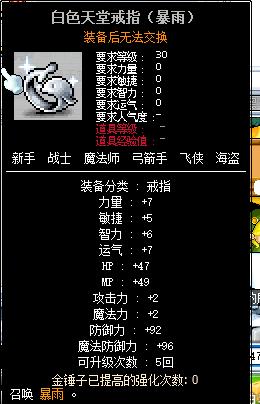 白色天堂戒指（暴雨）
装备后无法交换
要求等级： 30
要求力量： 0
要求敏捷： 0
要求智力： 0
要求运气： 0
要求人气度：-
道具等级： -
道具经验值：-
新手 战士 魔法师 弓箭手 飞侠 海盗
装备分类 : 戒指
力量 : +7
敏捷 : +5
智力 : +6
运气 : +7
HP : +47
MP : +49
攻击力 : +2
魔法力 : +2
防御力 : +92
魔法防御力 : +96
可升级次数 : 5回
金锤子已提高的强化次数: 0
召唤 暴雨 。